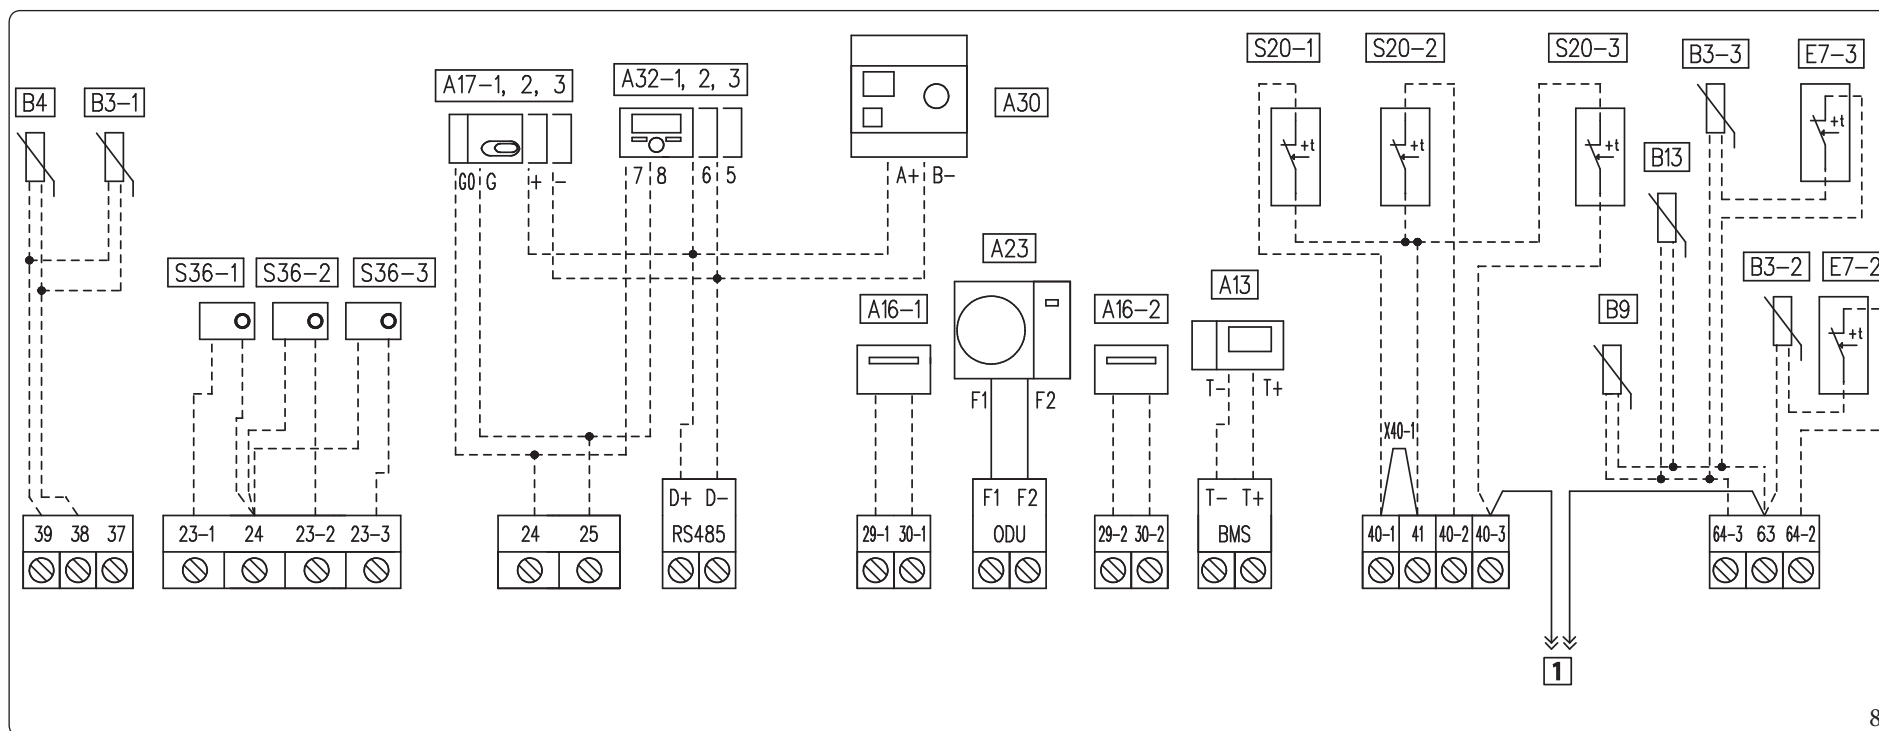 S20-1
S20-2
S20-3
B3-3
E7-3
A17-1, 2, 3
A32-1, 2, 3
A30
B4
B3-1
+t
+t
+t
+t
B13
G0
G
+
-
7
8
6
5
A+
B-
A23
S36-1
S36-2
S36-3
A16-1
A16-2
A13
B9
B3-2
E7-2
+t
F1
F2
T-
T+
X40-1
D+
D-
F1
F2
T-
T+
39
38
37
23-1
24
23-2
23-3
24
25
RS485
29-1
30-1
ODU
29-2
30-2
BMS
40-1
41
40-2
40-3
64-3
63
64-2
1
8